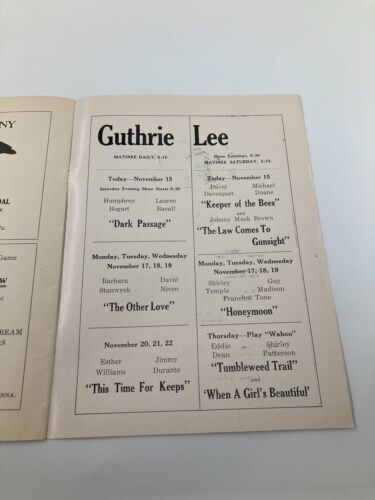 NY
DAL
Pa.
Game
W
REAM
S
NNA.
Guthrie
MATINEE DAILY, 2:15
Today—November 15
Saturday Evening Show Starts 6:30
Humphrey Lauren
Bogart Bacall
"Dark Passage"
Monday, Tuesday, Wednesday
November 17, 18, 19
Barbara David
Stanwyck Niven
"The Other Love"
November 20, 21, 22
Esther Jimmy
Williams Durante
"This Time For Keeps"
Lee
Open Evenings, 6:30
MATINEE SATURDAY, 2:15
Today—November 15
David Michael
Davenport Duane
"Keeper of the Bees"
and
Johnny Mack Brown
"The Law Comes To
Gunsight"
Monday, Tuesday, Wednesday
November 17, 18, 19
Shirley Guy
Temple Madison
Franchot Tone
"Honeymoon"
Thursday—Play "Wahoo"
Eddie Shirley
Dean Patterson
"Tumbleweed Trail"
and
'When A Girl's Beautiful'